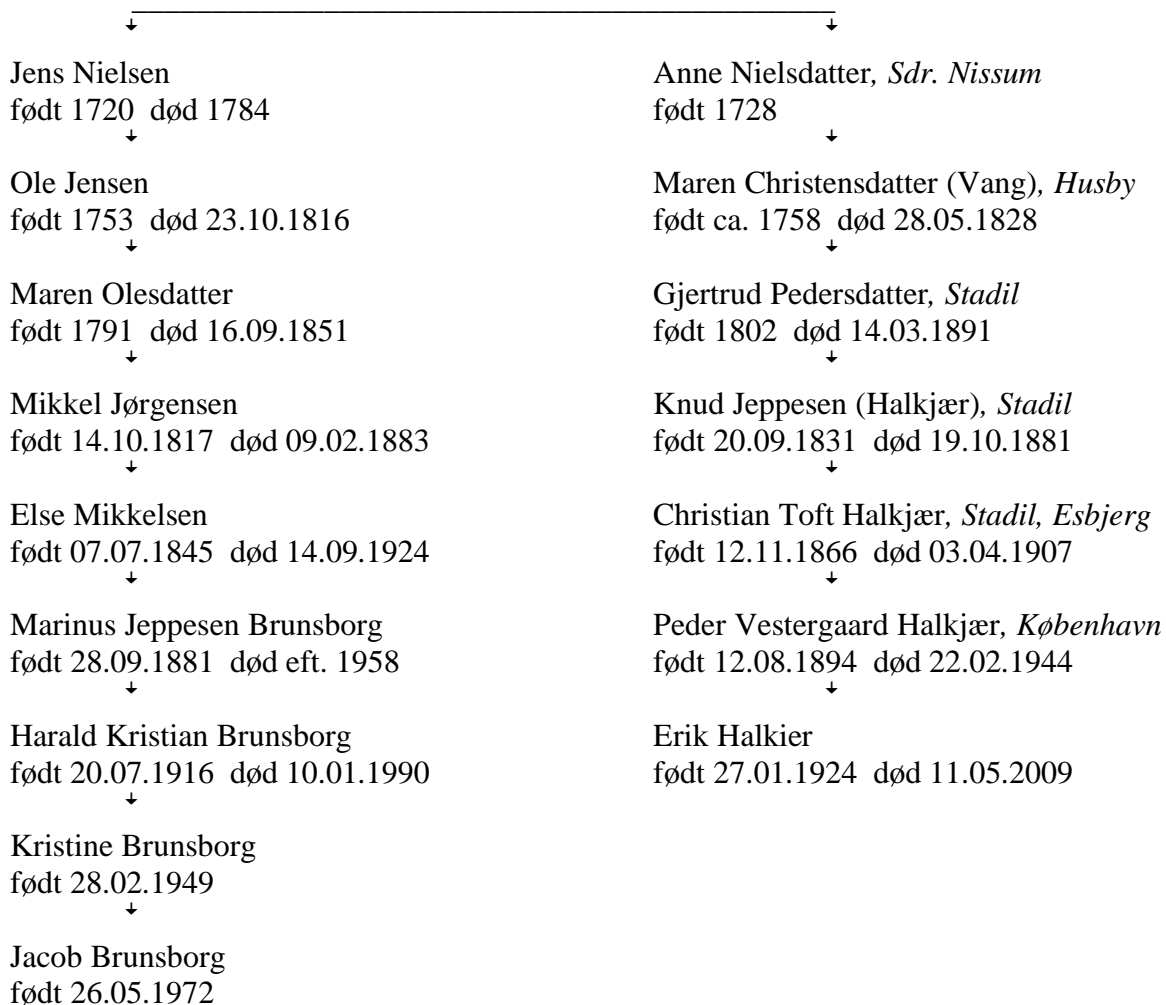 Jens Nielsen
født 1720 død 1784
Ole Jensen
født 1753 død 23.10.1816
Maren Olesdatter
født 1791 død 16.09.1851
Mikkel Jørgensen
født 14.10.1817 død 09.02.1883
Else Mikkelsen
født 07.07.1845 død 14.09.1924
Marinus Jeppesen Brunsborg
født 28.09.1881 død eft. 1958
Harald Kristian Brunsborg
født 20.07.1916 død 10.01.1990
Kristine Brunsborg
født 28.02.1949
Jacob Brunsborg
født 26.05.1972
Anne Nielsdatter, Sdr. Nissum
født 1728
Maren Christensdatter (Vang), Husby
født ca. 1758 død 28.05.1828
Gjertrud Pedersdatter, Stadil
født 1802 død 14.03.1891
Knud Jeppesen (Halkjær), Stadil
født 20.09.1831 død 19.10.1881
Christian Toft Halkjær, Stadil, Esbjerg
født 12.11.1866 død 03.04.1907
Peder Vestergaard Halkjær, København
født 12.08.1894 død 22.02.1944
Erik Halkier
født 27.01.1924 død 11.05.2009